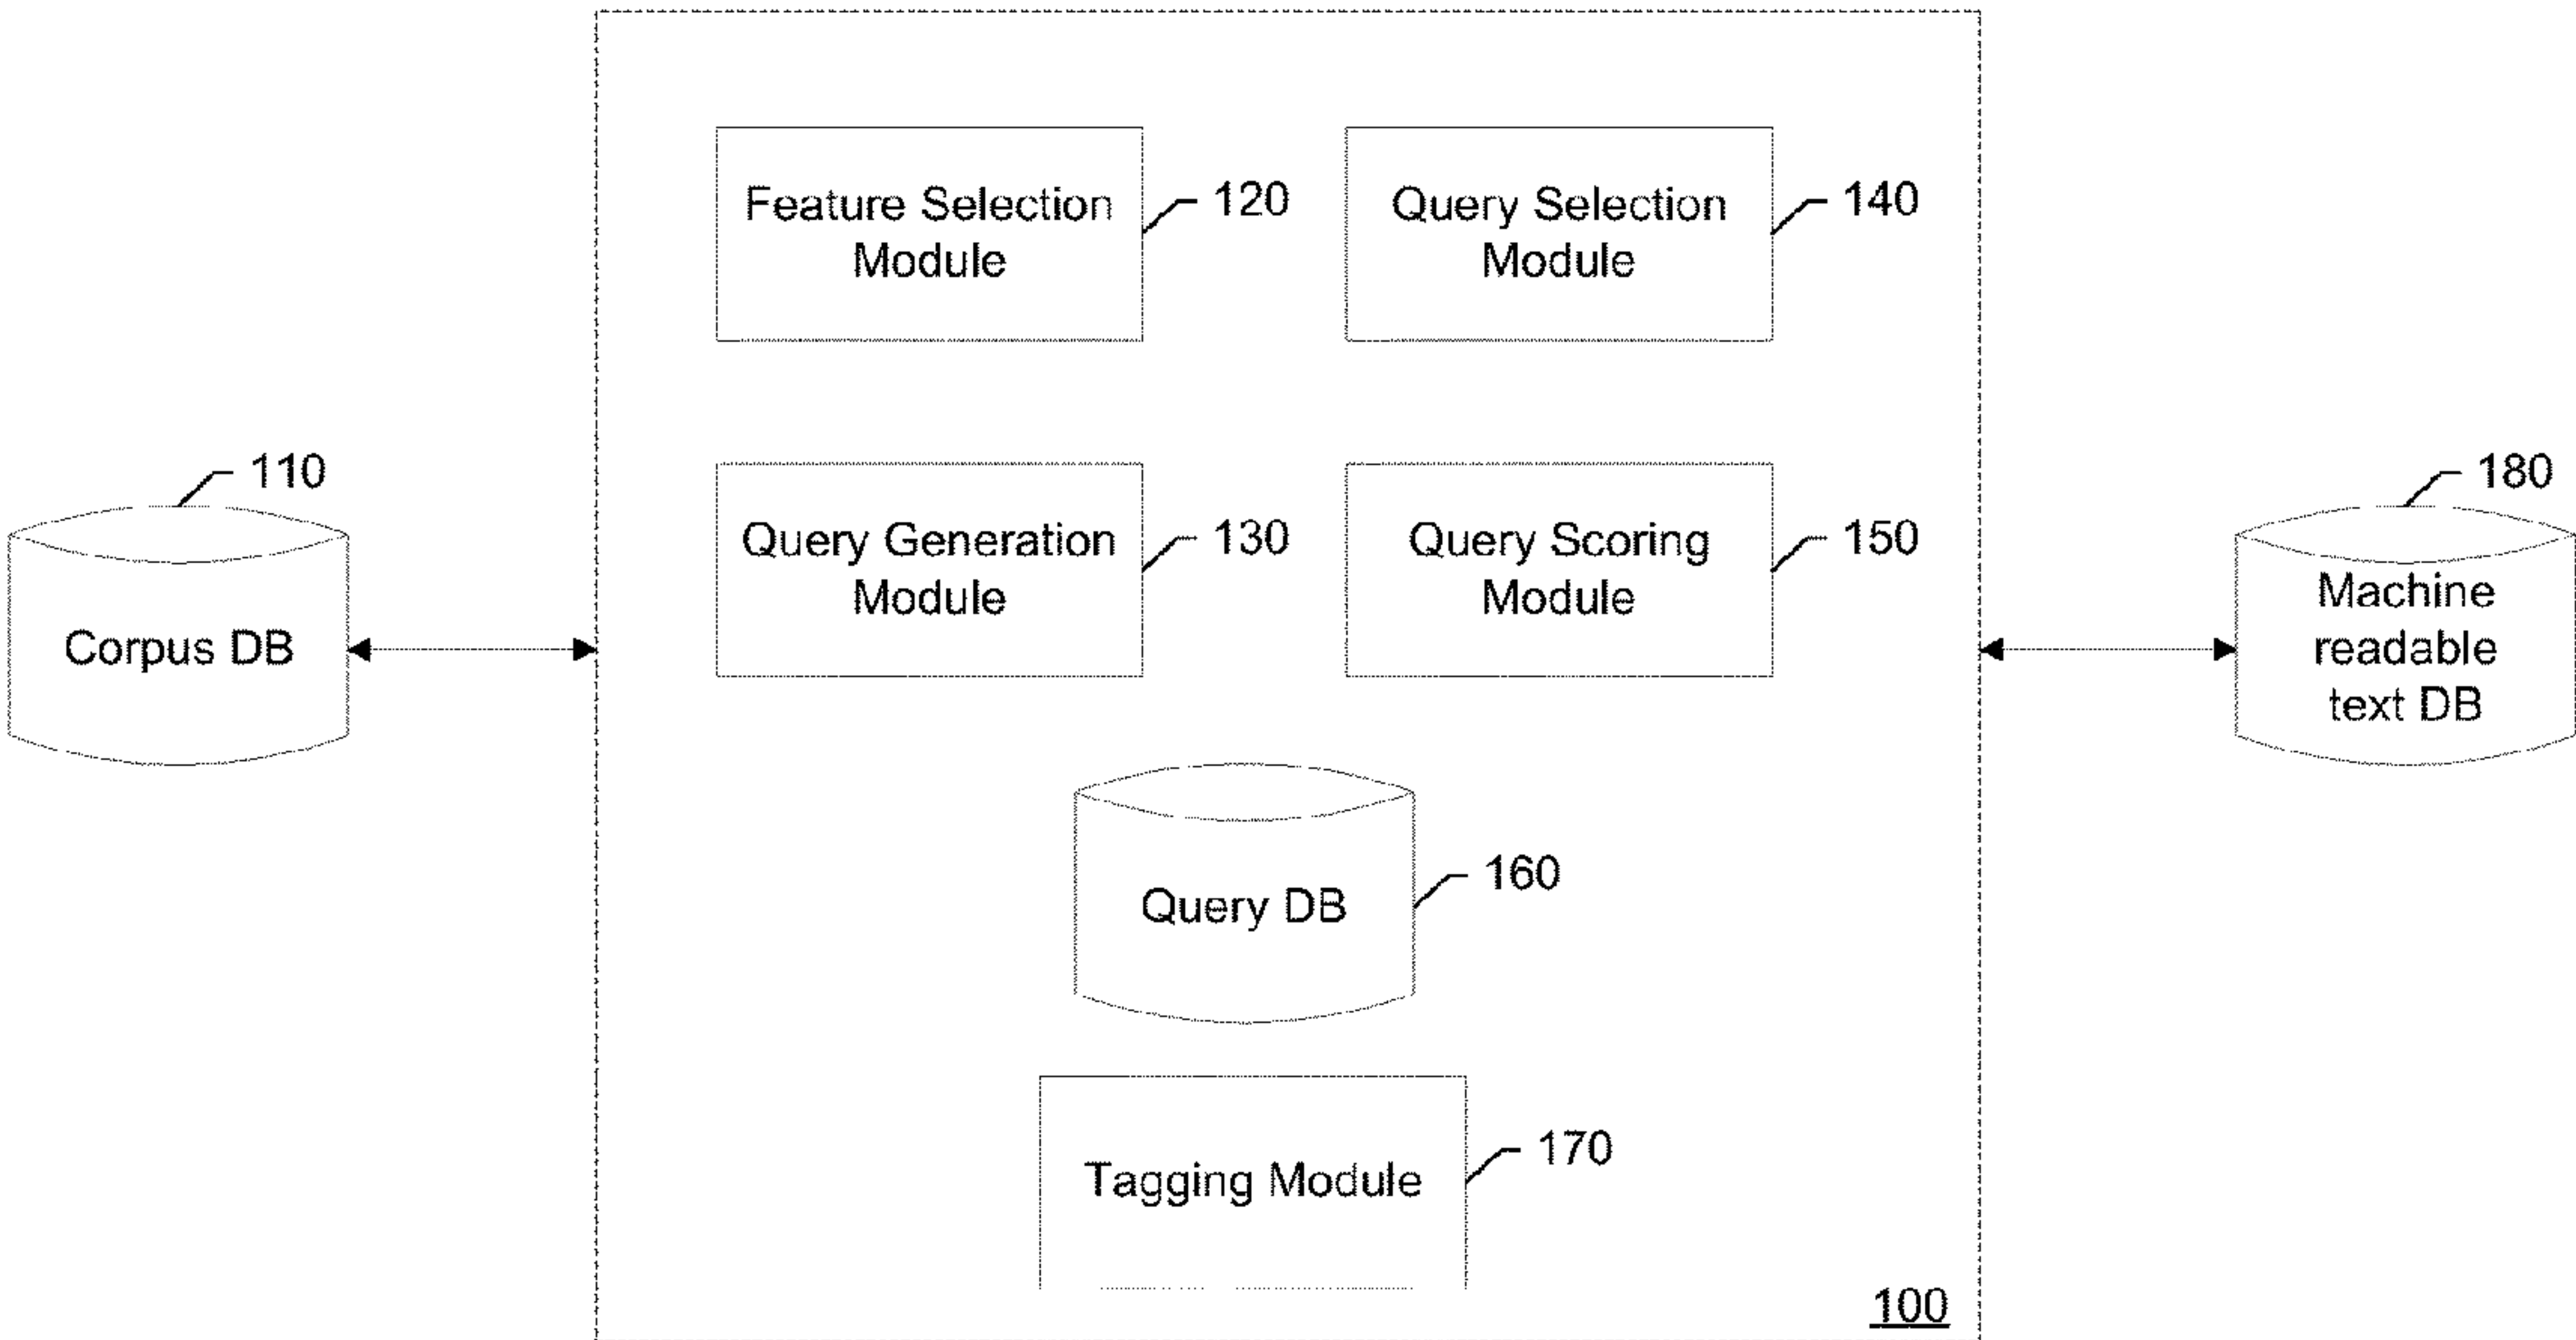 Feature Selection
Module
120
Query Selection
Module
140
110
Corpus DB
Query Generation
Module
130
Query Scoring
Module
150
180
Machine
readable
text DB
Query DB
160
Tagging Module
170
100